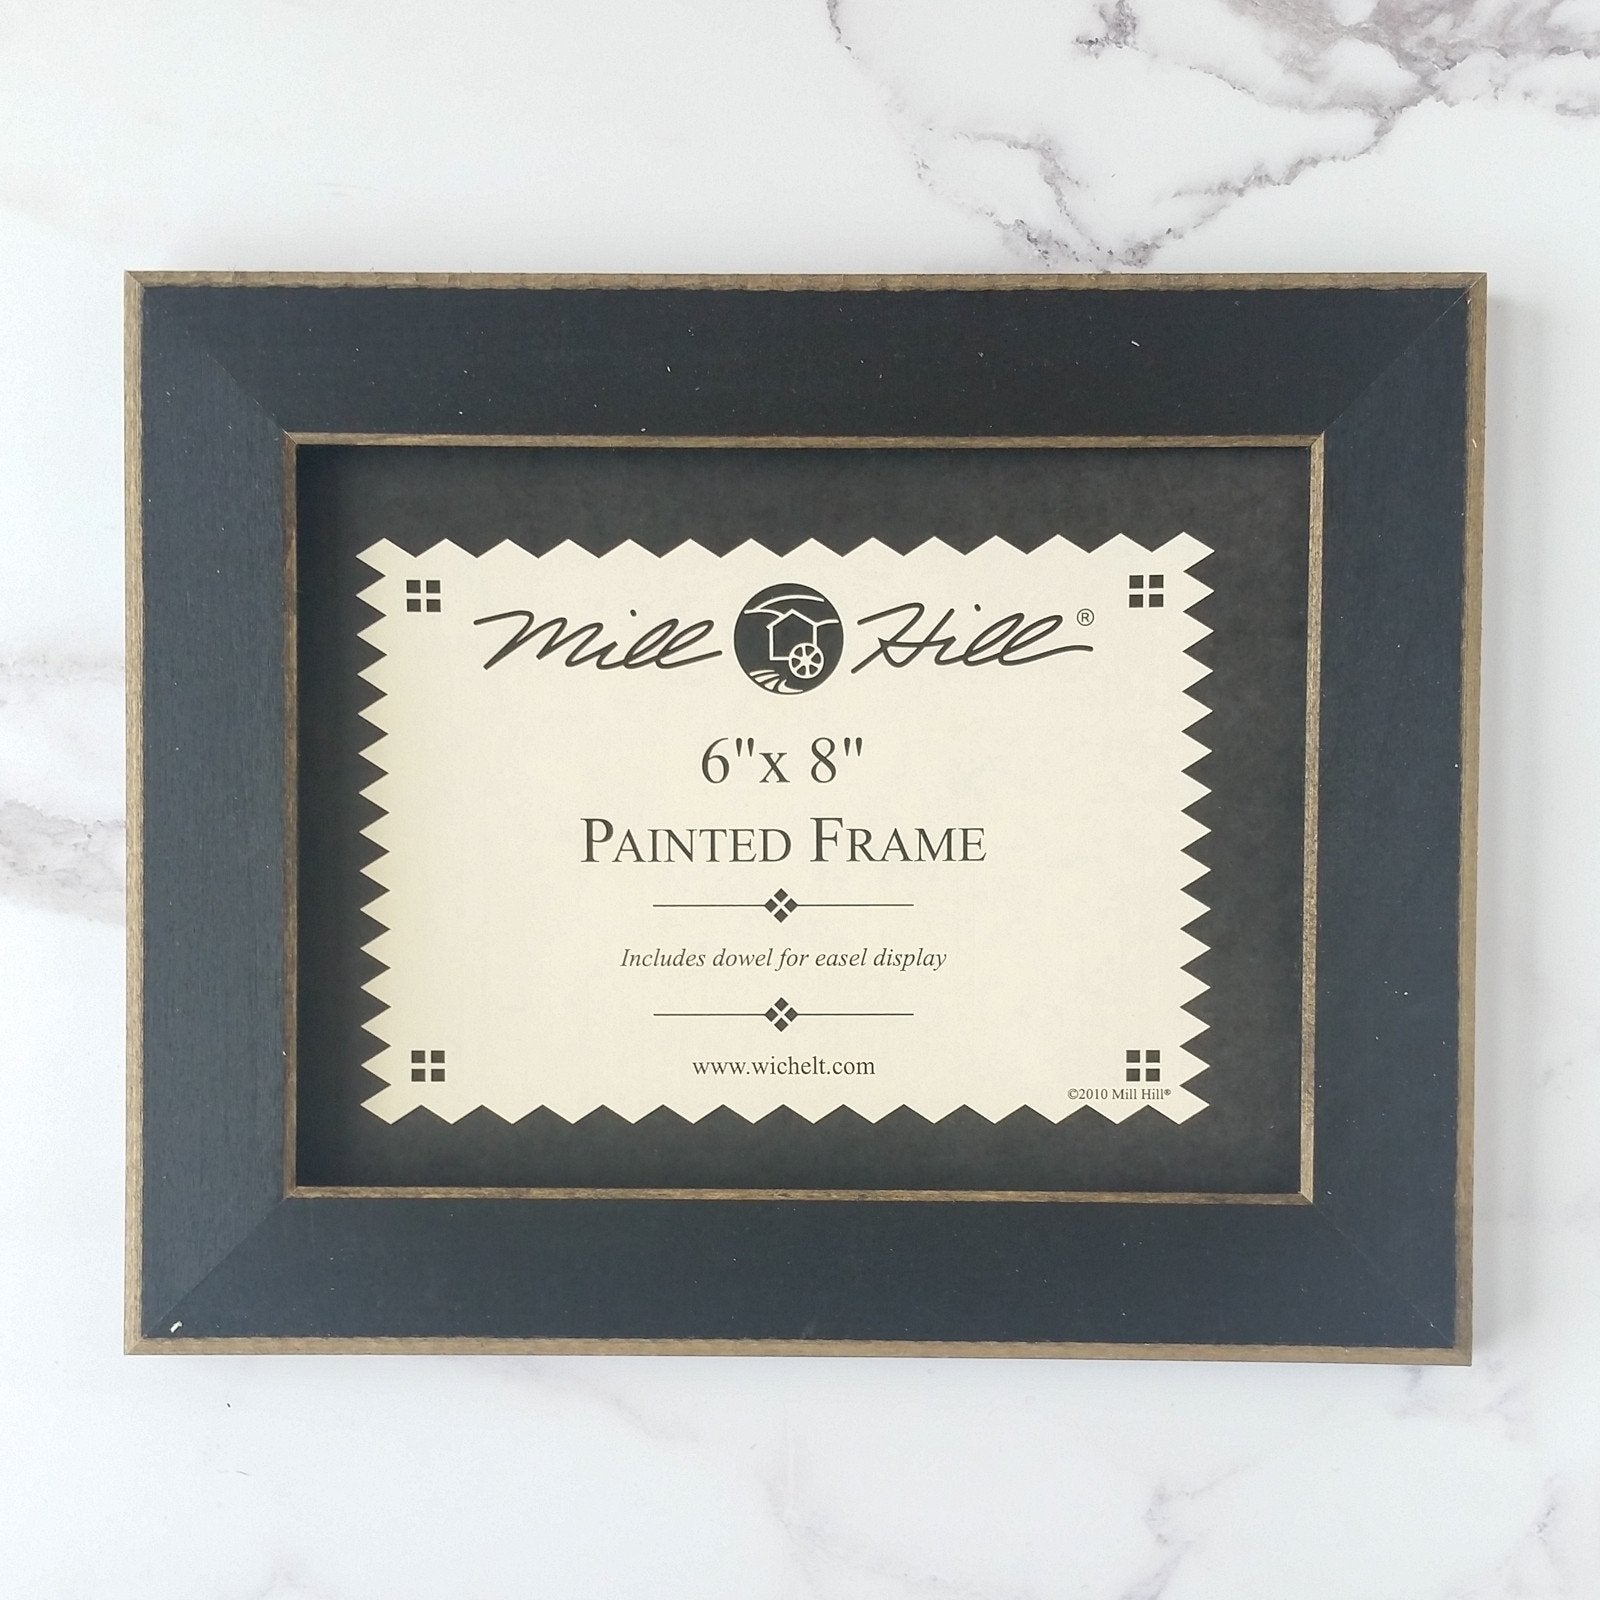 Mill Hill®
6"x 8"
PAINTED FRAME
Includes dowel for easel display
www.wichelt.com
©2010 Mill Hill®